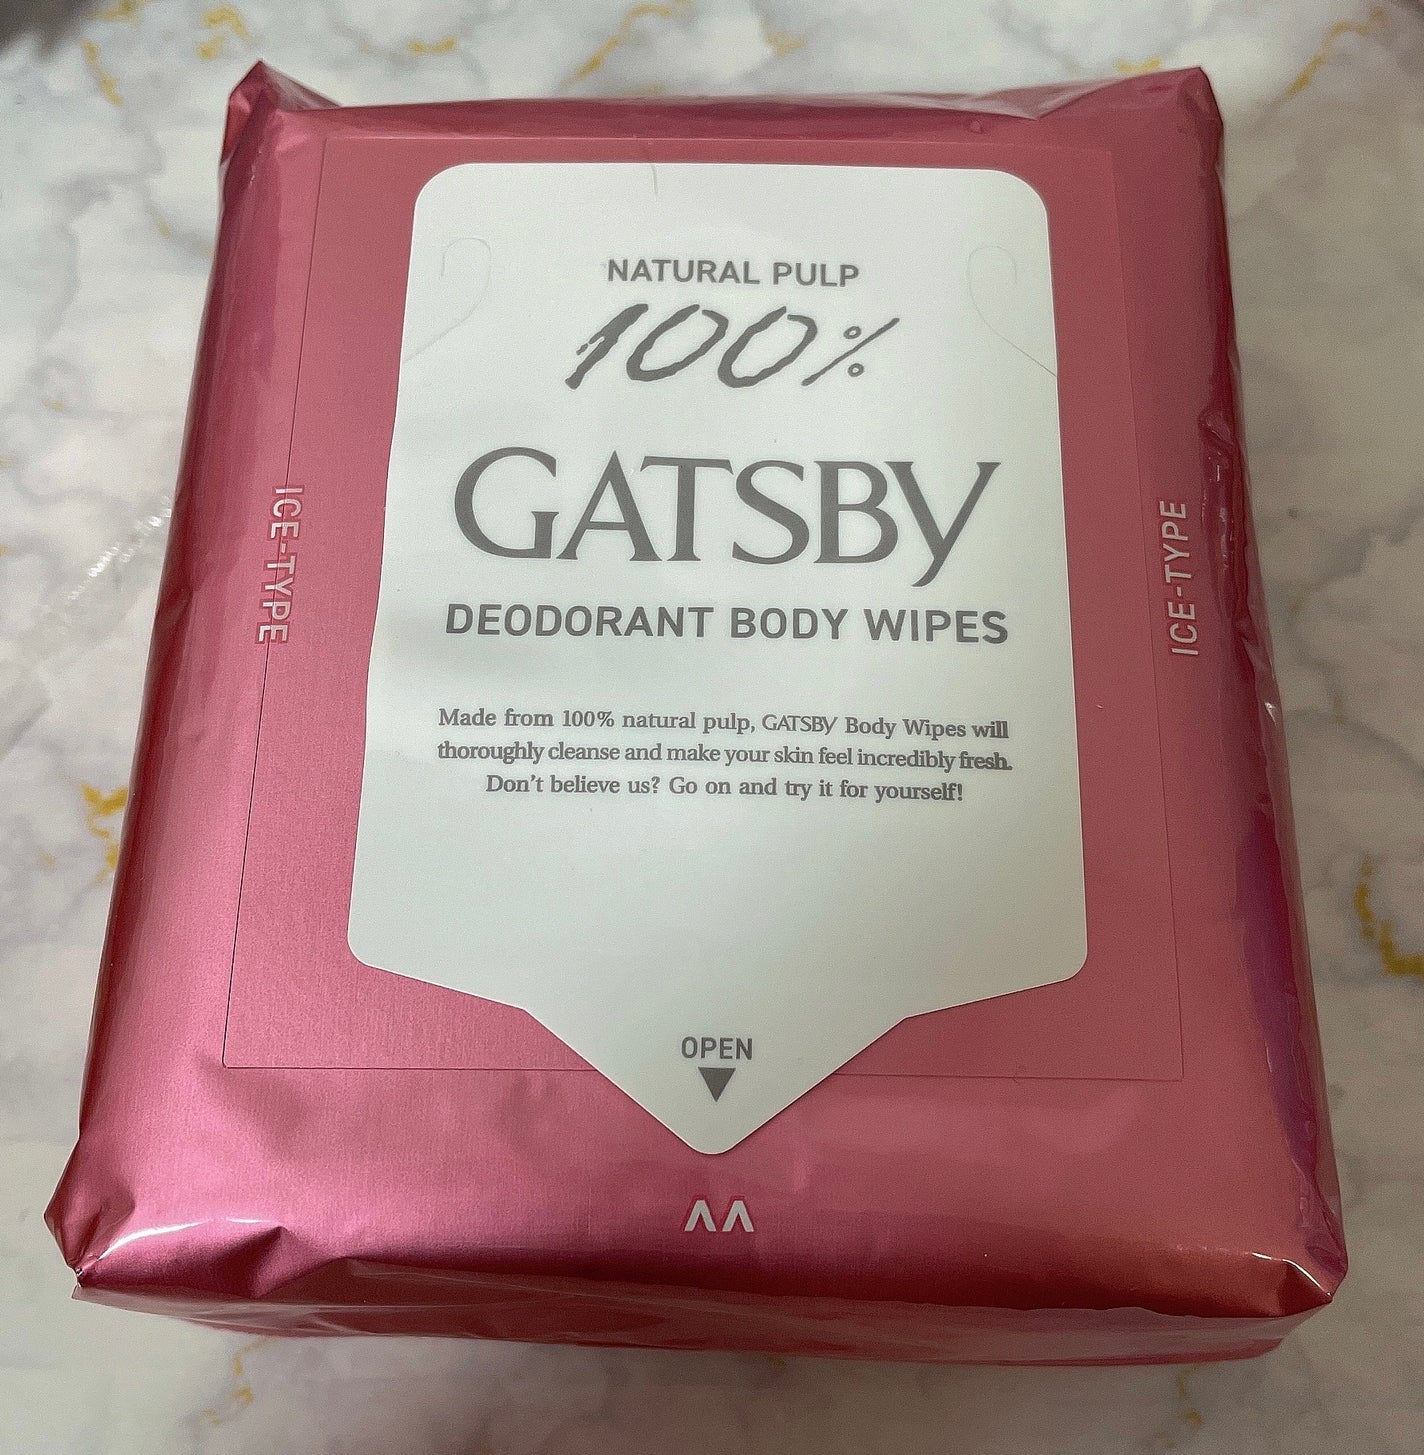 NATURAL PULP
100%
GATSBY
DEODORANT BODY WIPES
Made from 100% natural pulp, GATSBY Body Wipes will
thoroughly cleanse and make your skin feel incredibly fresh.
Don't believe us? Go on and try it for yourself!
ICE-TYPE
ICE-TYPE
OPEN